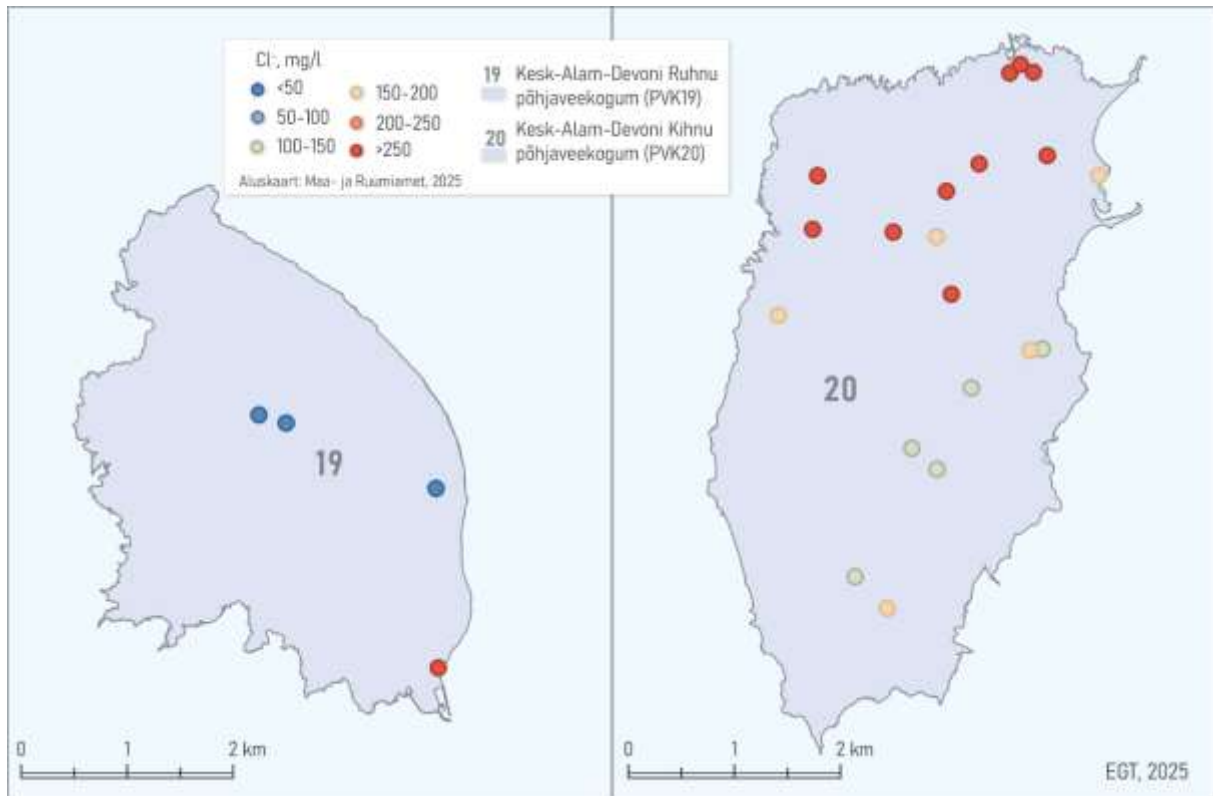 Cl⁻, mg/l
<50
50-100
100-150
150-200
200-250
>250
Aluskaart: Maa- ja Ruumiamet, 2025
19 Kesk-Alam-Devoni Ruhnu
põhjaveekogum (PVK19)
20 Kesk-Alam-Devoni Kihnu
põhjaveekogum (PVK20)
19
20
0 1 2 km
0 1 2 km
EGT, 2025